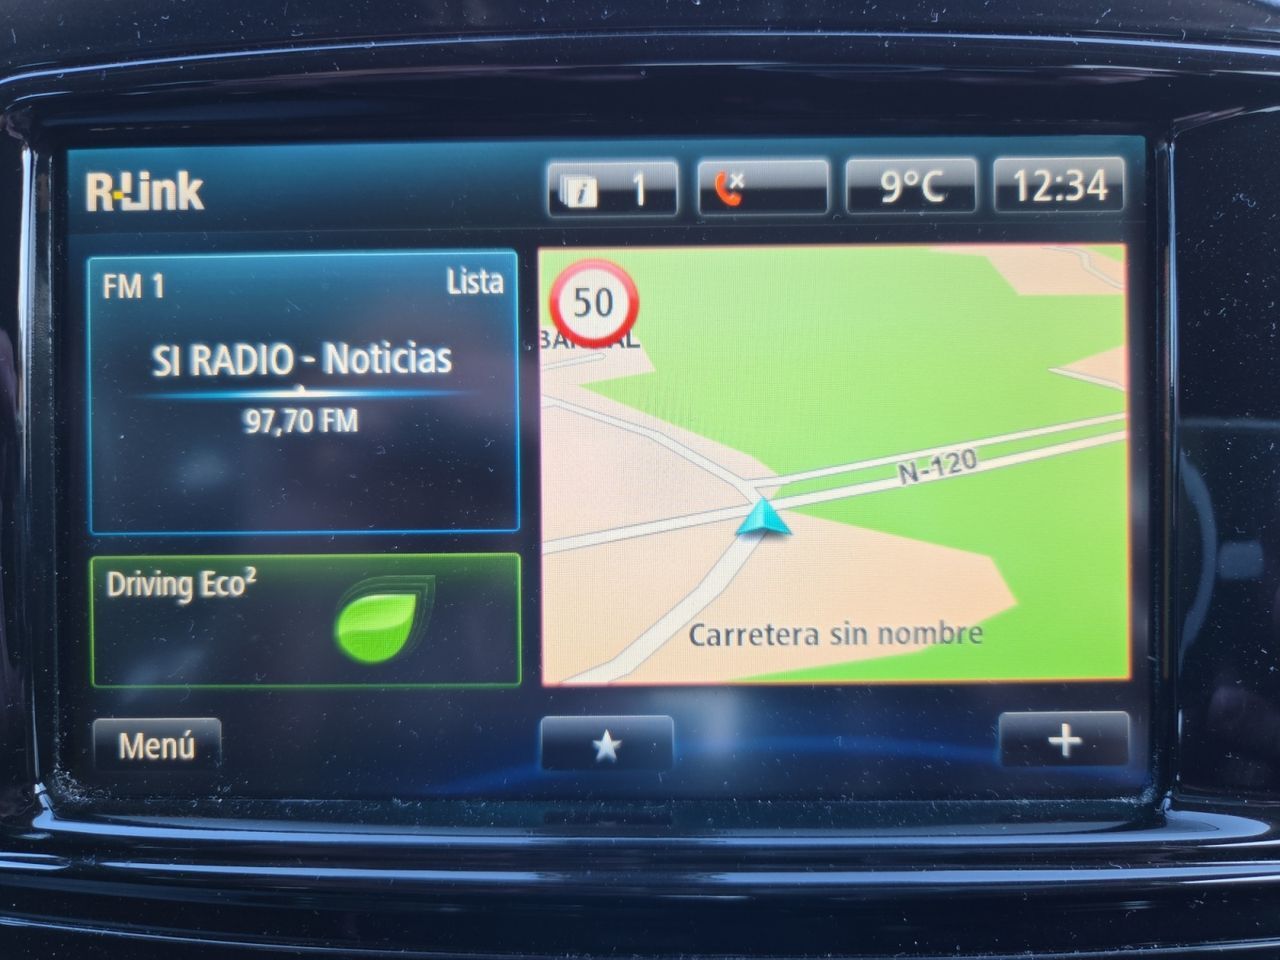 R-Link
1
9°C
12:34
FM 1
Lista
SI RADIO - Noticias
97,70 FM
50
N-120
Carretera sin nombre
Driving Eco²
Menú